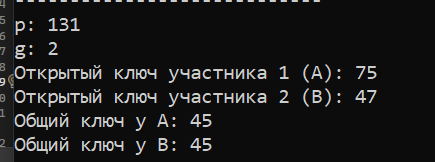 p: 131
g: 2
Открытый ключ участника 1 (A): 75
Открытый ключ участника 2 (B): 47
Общий ключ у A: 45
Общий ключ у B: 45